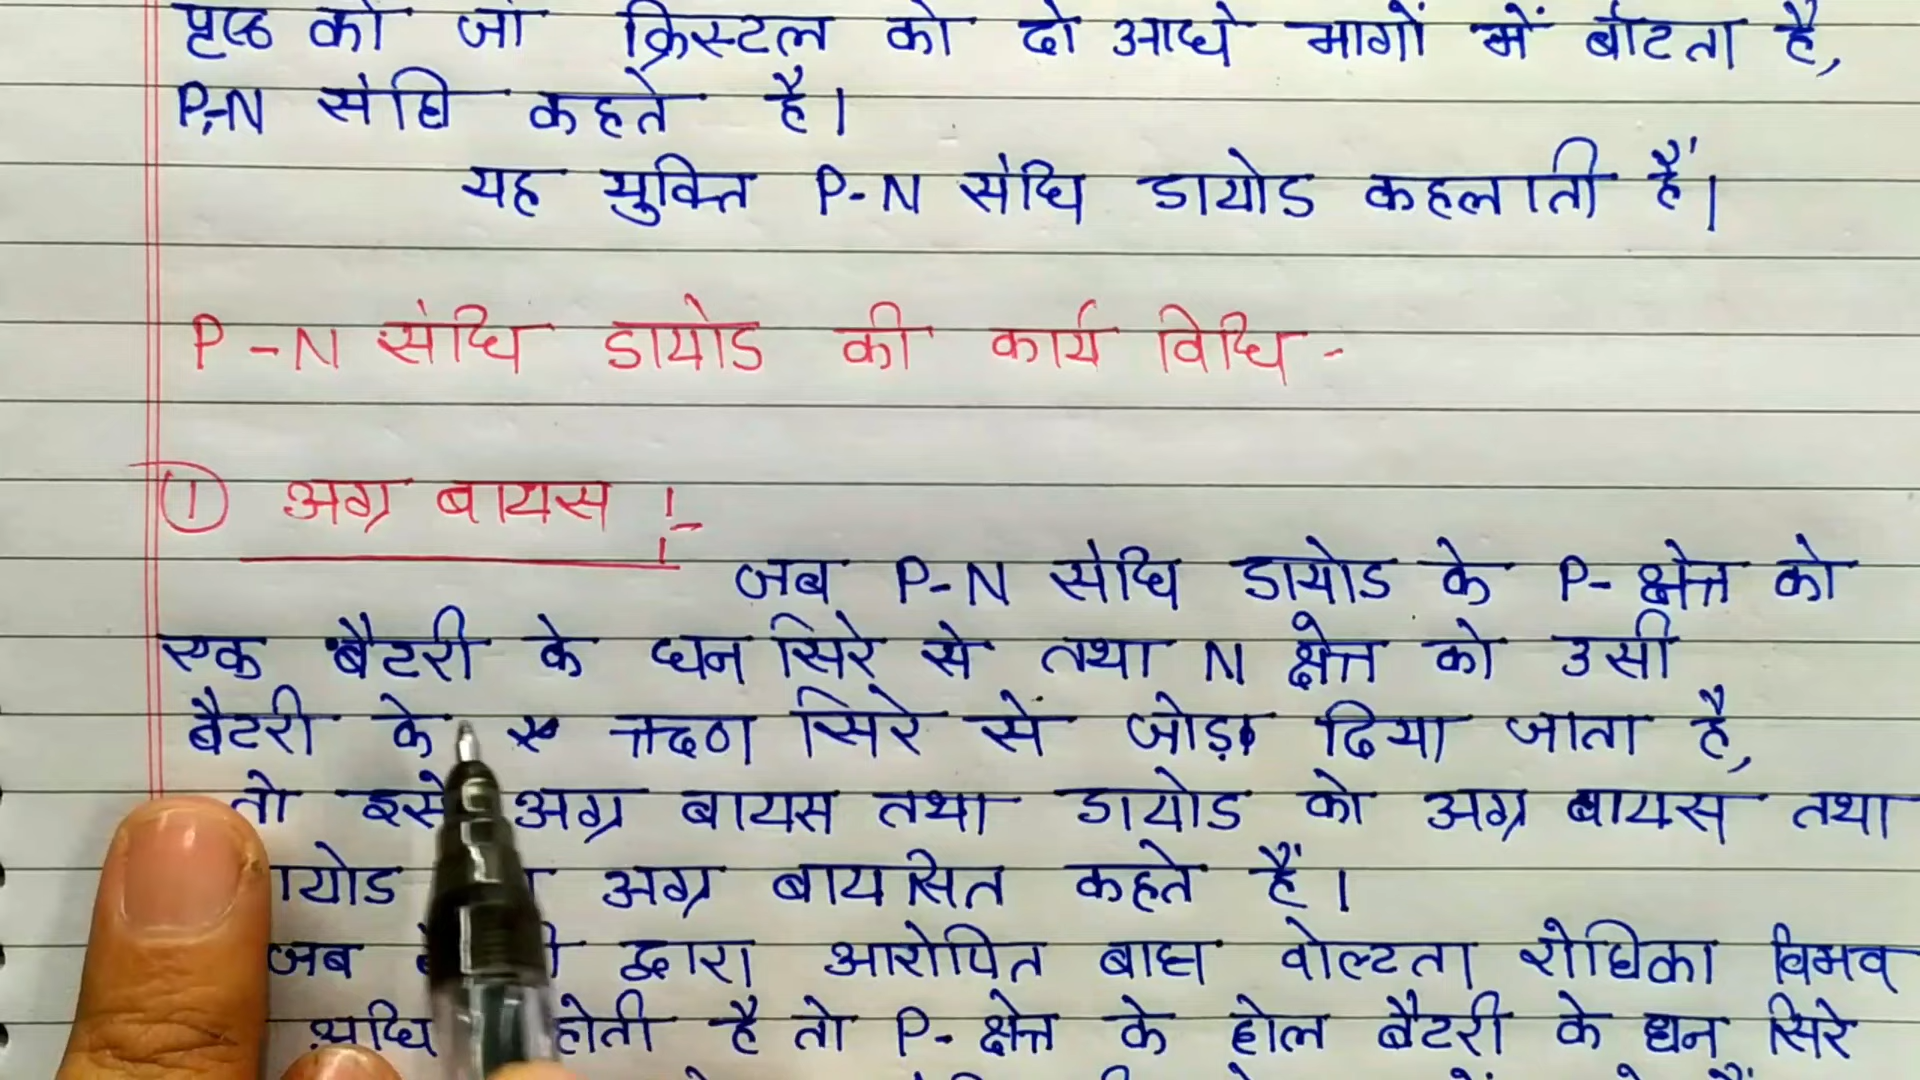 पृष्ठ को जो क्रिस्टल को दो आधे भागों में बांटता है,
P-N संधि कहते है।
यह युक्ति P-N संधि डायोड कहलाती हैं।
P-N संधि डायोड की कार्य विधि -
① अग्र बायस :-
जब P-N संधि डायोड के P- क्षेत्र को
एक बैटरी के धन सिरे से तथा N क्षेत्र को उसी
बैटरी के ऋण सिरे से जोड़ दिया जाता है,
तो इसे अग्र बायस तथा डायोड को अग्र बायस तथा
अग्र बायसित कहते हैं।
जब द्वारा आरोपित बाह्य वोल्टता रोधिका विभव
होती है तो P- क्षेत्र के होल बैटरी के धन सिरे